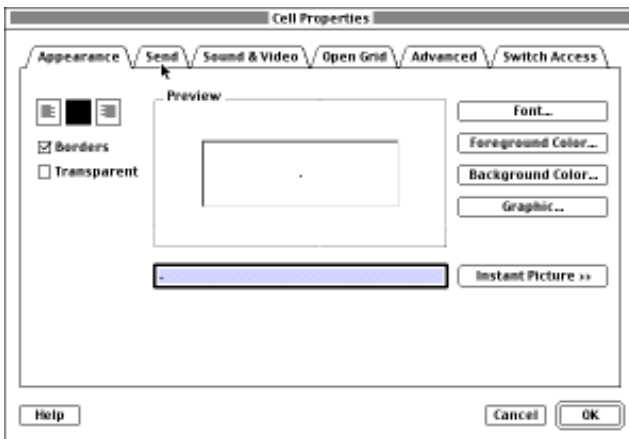 Cell Properties
Appearance Send Sound & Video Open Grid Advanced Switch Access
Preview
Font...
Borders
Foreground Color...
Transparent
Background Color...
Graphic...
.
Instant Picture >>
Help Cancel OK